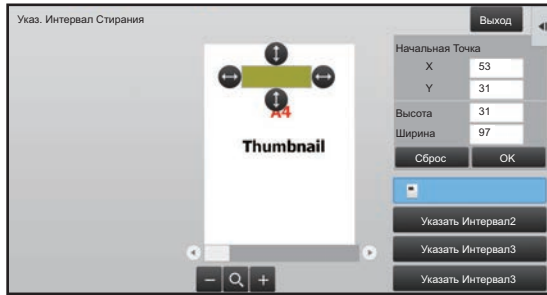 Указ. Интервал Стирания
Выход
Начальная Точка
X 53
Y 31
Высота 31
Ширина 97
Сброс OK
A4
Thumbnail
Указать Интервал2
Указать Интервал3
Указать Интервал3